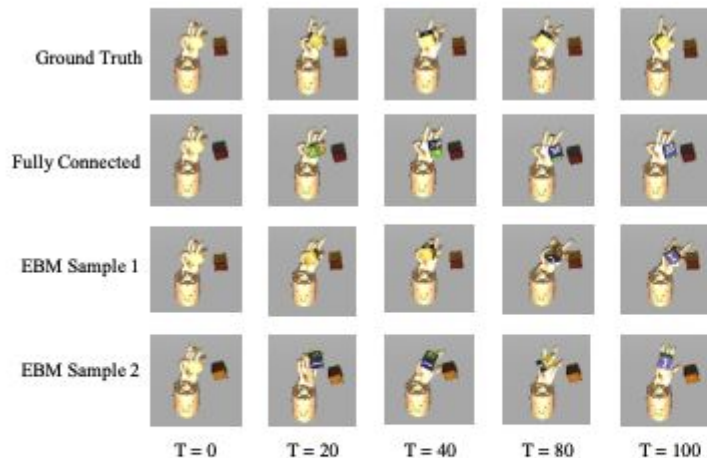 Ground Truth
Fully Connected
EBM Sample 1
EBM Sample 2
T = 0 T = 20 T = 40 T = 80 T = 100